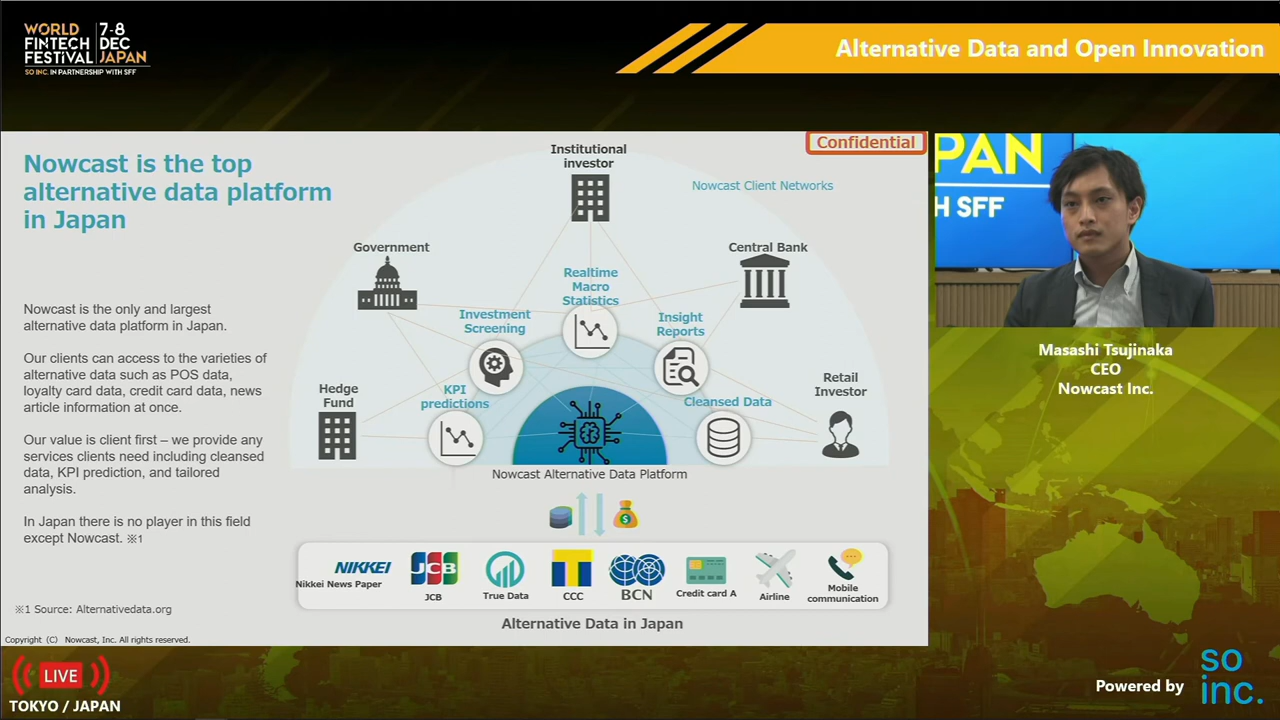 WORLD
FINTECH
FESTIVAL
7-8
DEC
JAPAN
SO INC. IN PARTNERSHIP WITH SFF
Alternative Data and Open Innovation
Confidential
Nowcast is the top
alternative data platform
in Japan
Nowcast is the only and largest
alternative data platform in Japan.
Our clients can access to the varieties of
alternative data such as POS data,
loyalty card data, credit card data, news
article information at once.
Our value is client first – we provide any
services clients need including cleansed
data, KPI prediction, and tailored
analysis.
In Japan there is no player in this field
except Nowcast. ※1
※1 Source: Alternativedata.org
Copyright (C) Nowcast, Inc. All rights reserved.
Institutional
investor
Nowcast Client Networks
Government
Central Bank
Realtime
Macro
Statistics
Investment
Screening
Insight
Reports
Hedge
Fund
KPI
predictions
Cleansed Data
Retail
Investor
Nowcast Alternative Data Platform
NIKKEI
Nikkei News Paper
JCB
JCB
True Data
T
CCC
BCN
Credit card A
Airline
Mobile
communication
Alternative Data in Japan
PAN
H SFF
Masashi Tsujinaka
CEO
Nowcast Inc.
LIVE
TOKYO / JAPAN
Powered by
so
inc.